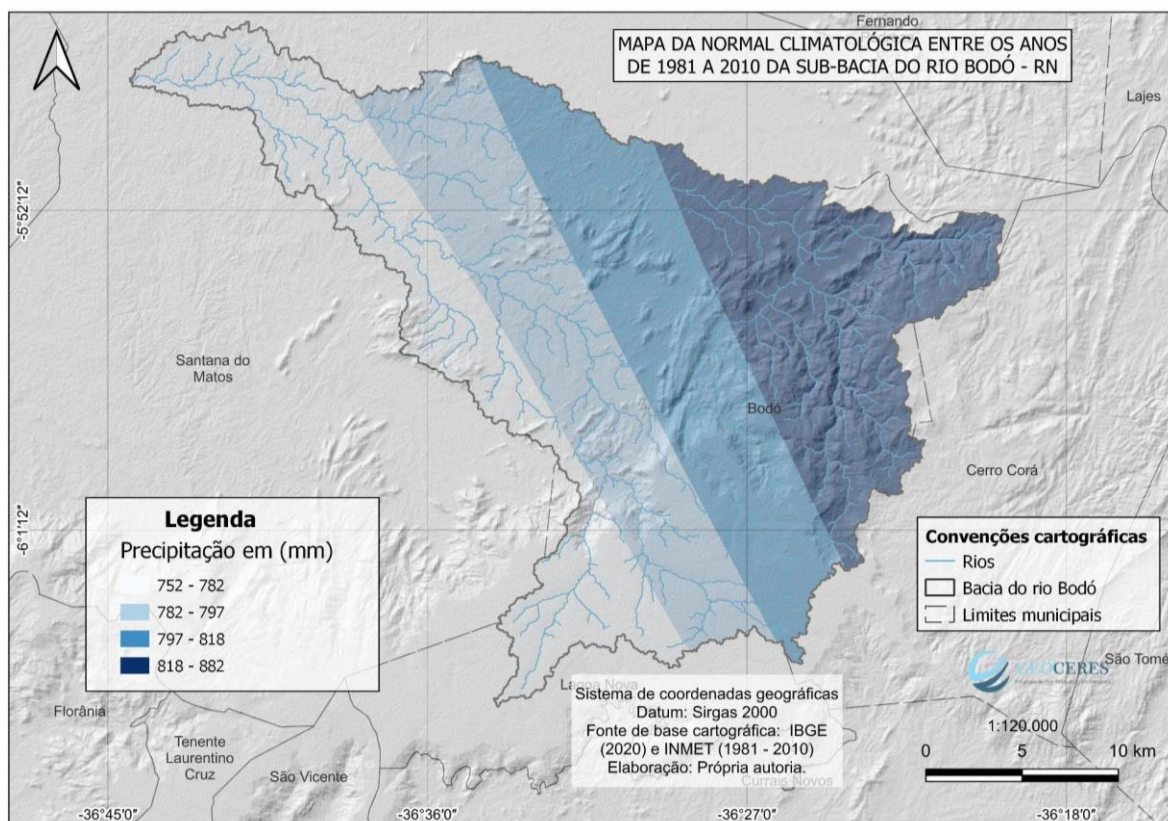 Fernando
MAPA DA NORMAL CLIMATOLÓGICA ENTRE OS ANOS
DE 1981 A 2010 DA SUB-BACIA DO RIO BODÓ - RN
Lajes
-5°52'12"
Santana do
Matos
Bodó
Cerro Corá
-6°1'12"
Legenda
Precipitação em (mm)
752 - 782
782 - 797
797 - 818
818 - 882
Convenções cartográficas
Rios
Bacia do rio Bodó
Limites municipais
GEOCERES
São Tomé
Lagoa Nova
Sistema de coordenadas geográficas
Datum: Sirgas 2000
Fonte de base cartográfica: IBGE
(2020) e INMET (1981 - 2010)
Elaboração: Própria autoria.
Currais Novos
1:120.000
0 5 10 km
Florânia
Tenente
Laurentino
Cruz
São Vicente
-36°45'0" -36°36'0" -36°27'0" -36°18'0"